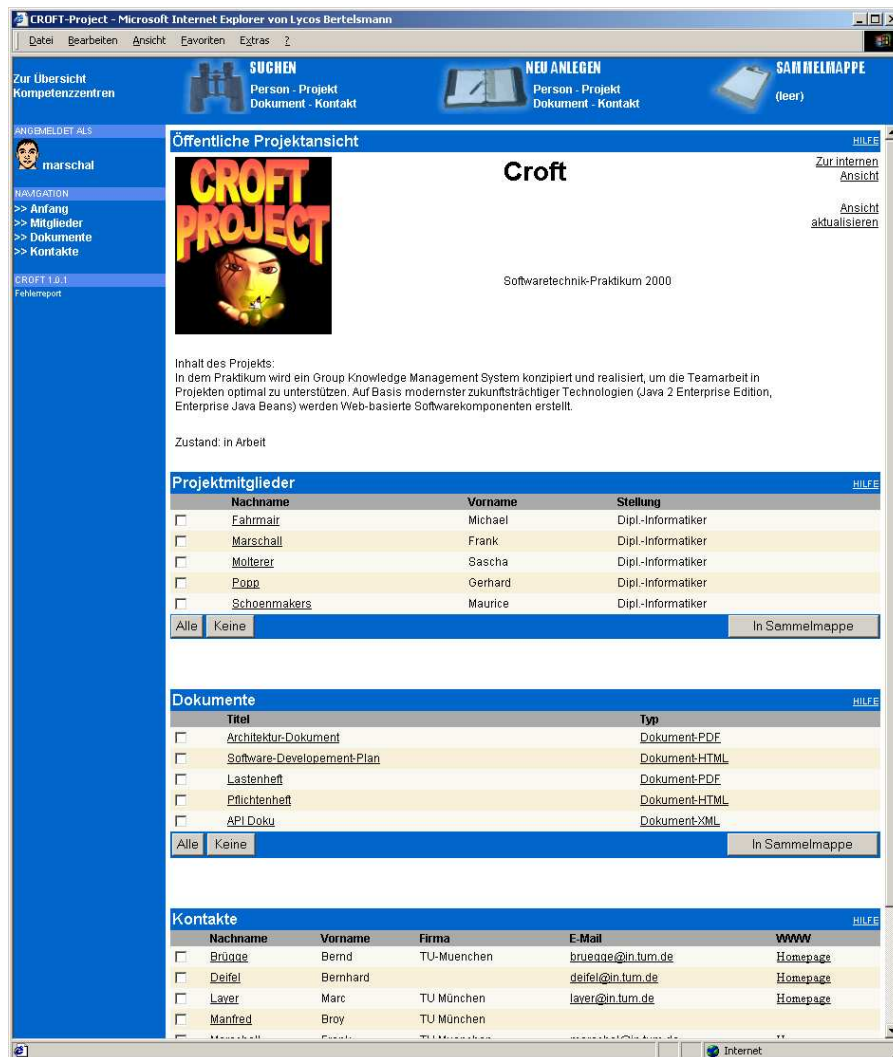 CROFT-Project - Microsoft Internet Explorer von Lycos Bertelsmann
Datei Bearbeiten Ansicht Favoriten Extras ?
Zur Übersicht
Kompetenzzentren
SUCHEN
Person - Projekt
Dokument - Kontakt
NEU ANLEGEN
Person - Projekt
Dokument - Kontakt
SAMMELMAPPE
(leer)
ANGEMELDET ALS
marschal
NAVIGATION
>> Anfang
>> Mitglieder
>> Dokumente
>> Kontakte
CROFT 1.0.1
Fehlerreport
Öffentliche Projektansicht HILFE
CROFT
PROJECT
Croft
Zur internen
Ansicht
Ansicht
aktualisieren
Softwaretechnik-Praktikum 2000
Inhalt des Projekts:
In dem Praktikum wird ein Group Knowledge Management System konzipiert und realisiert, um die Teamarbeit in
Projekten optimal zu unterstützen. Auf Basis modernster zukunftsträchtiger Technologien (Java 2 Enterprise Edition,
Enterprise Java Beans) werden Web-basierte Softwarekomponenten erstellt.
Zustand: in Arbeit
Projektmitglieder HILFE
Nachname Vorname Stellung
Fahrmair Michael Dipl.-Informatiker
Marschall Frank Dipl.-Informatiker
Molterer Sascha Dipl.-Informatiker
Popp Gerhard Dipl.-Informatiker
Schoenmakers Maurice Dipl.-Informatiker
Alle Keine In Sammelmappe
Dokumente HILFE
Titel Typ
Architektur-Dokument Dokument-PDF
Software-Developement-Plan Dokument-HTML
Lastenheft Dokument-PDF
Pflichtenheft Dokument-HTML
API Doku Dokument-XML
Alle Keine In Sammelmappe
Kontakte HILFE
Nachname Vorname Firma E-Mail WWW
Brügge Bernd TU-Muenchen bruegge@in.tum.de Homepage
Deifel Bernhard deifel@in.tum.de Homepage
Layer Marc TU München layer@in.tum.de Homepage
Manfred Broy TU München
Internet